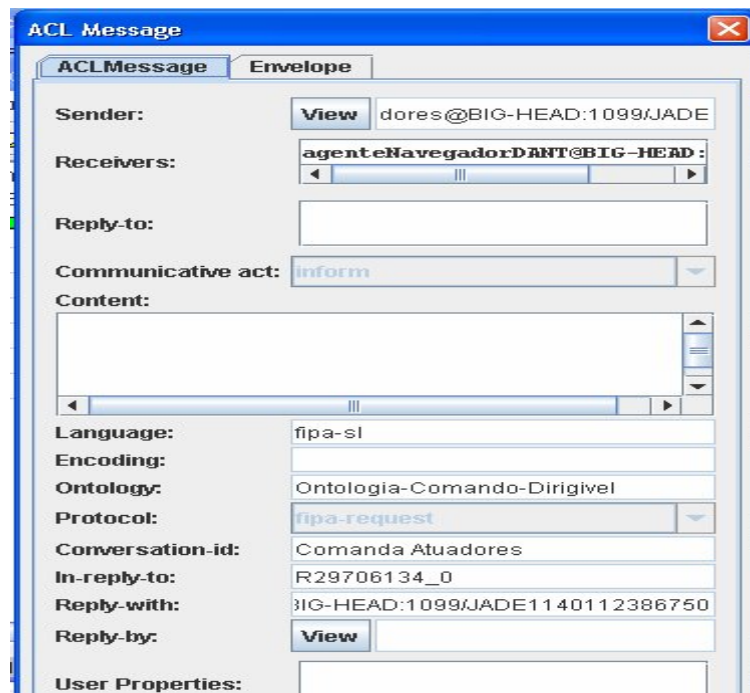 ACL Message
ACLMessage Envelope
Sender: View dores@BIG-HEAD:1099/JADE
Receivers: agenteNavegadorDANT@BIG-HEAD:
Reply-to:
Communicative act: inform
Content:
Language: fipa-sl
Encoding:
Ontology: Ontologia-Comando-Dirigivel
Protocol: fipa-request
Conversation-id: Comanda Atuadores
In-reply-to: R29706134_0
Reply-with: BIG-HEAD:1099/JADE1140112386750
Reply-by: View
User Properties: